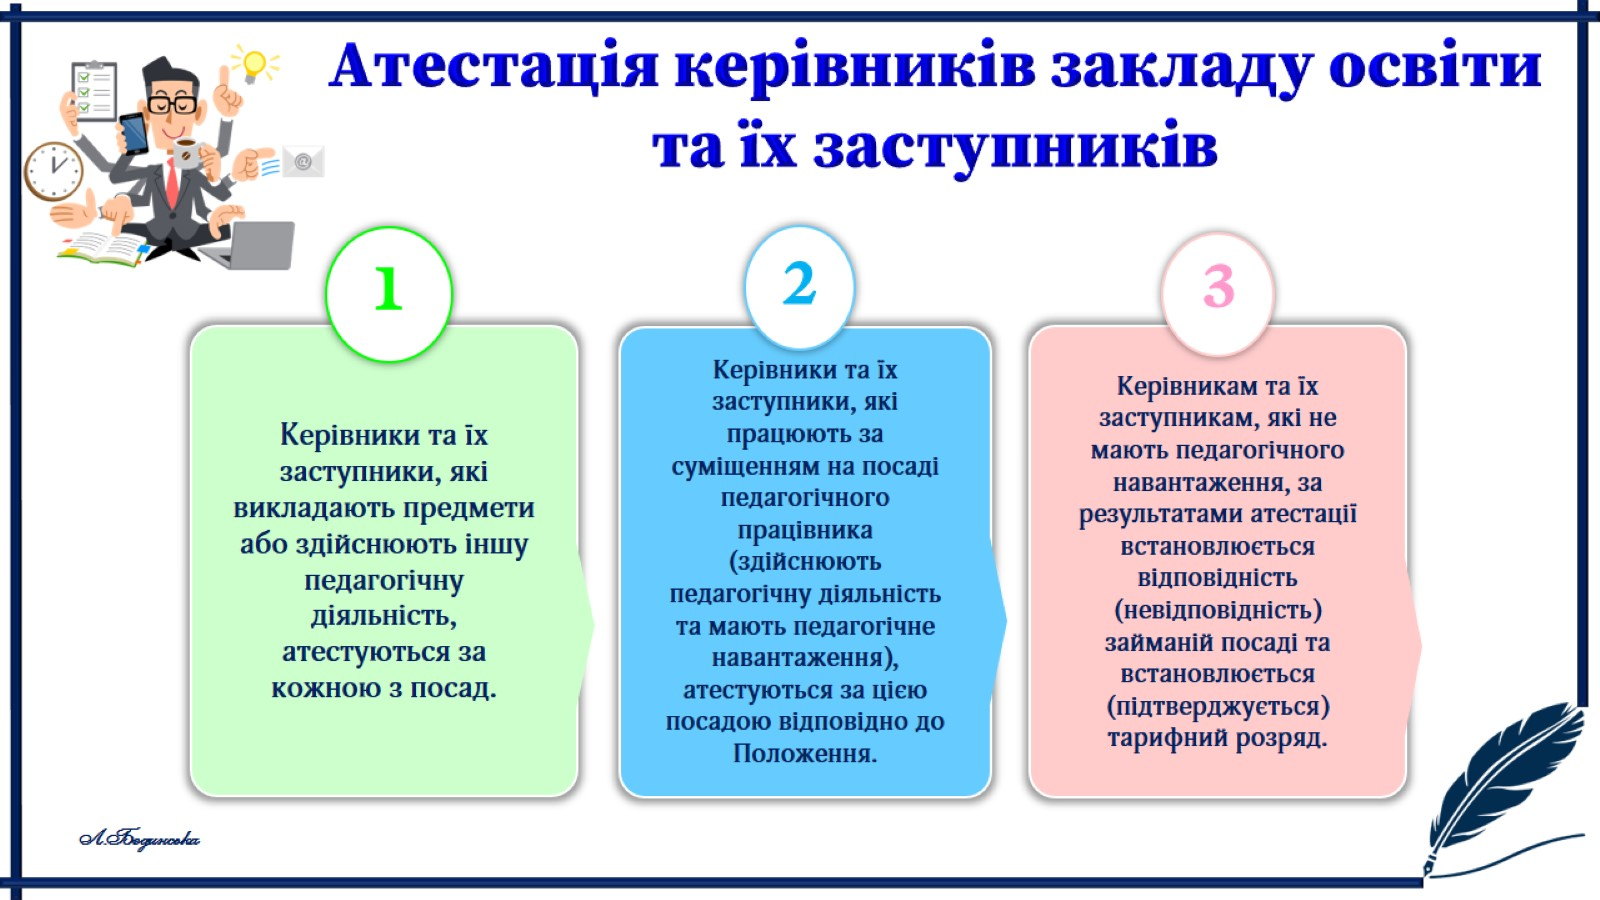 Атестація керівників закладу освіти
та їх заступників
1
Керівники та їх
заступники, які
викладають предмети
або здійснюють іншу
педагогічну
діяльність,
атестуються за
кожною з посад.
2
Керівники та їх
заступники, які
працюють за
суміщенням на посаді
педагогічного
працівника
(здійснюють
педагогічну діяльність
та мають педагогічне
навантаження),
атестуються за цією
посадою відповідно до
Положення.
3
Керівникам та їх
заступникам, які не
мають педагогічного
навантаження, за
результатами атестації
встановлюється
відповідність
(невідповідність)
займаній посаді та
встановлюється
(підтверджується)
тарифний розряд.
Л.Бодинська